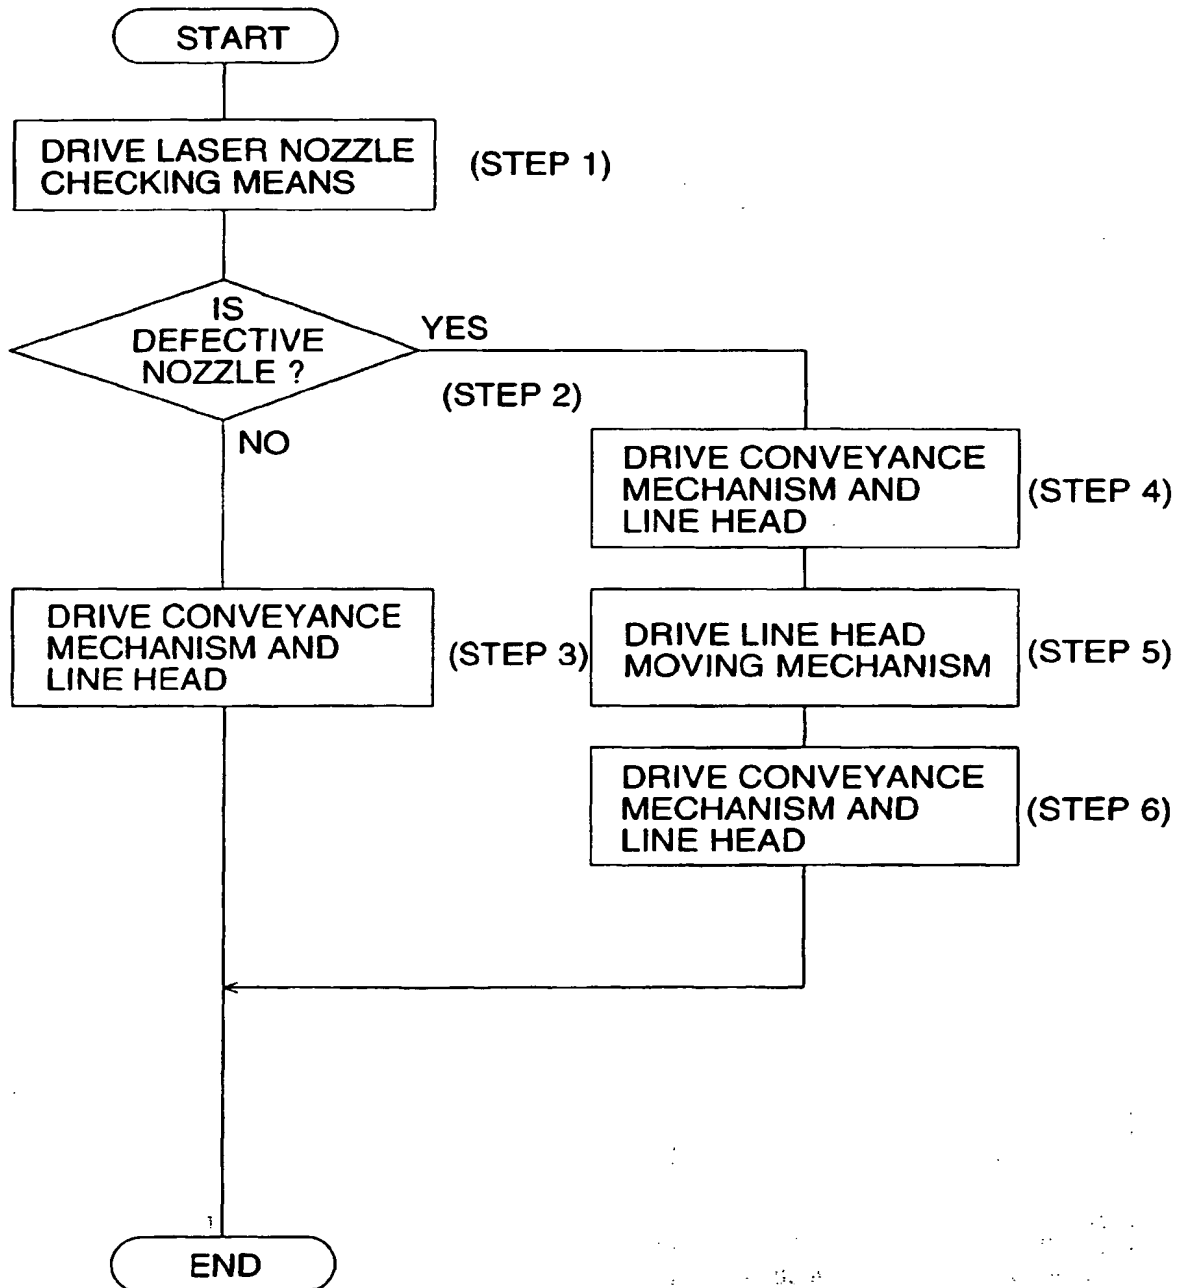 START
DRIVE LASER NOZZLE
CHECKING MEANS
(STEP 1)
IS
DEFECTIVE
NOZZLE ?
YES
(STEP 2)
NO
DRIVE CONVEYANCE
MECHANISM AND
LINE HEAD
(STEP 4)
DRIVE CONVEYANCE
MECHANISM AND
LINE HEAD
(STEP 3)
DRIVE LINE HEAD
MOVING MECHANISM
(STEP 5)
DRIVE CONVEYANCE
MECHANISM AND
LINE HEAD
(STEP 6)
END